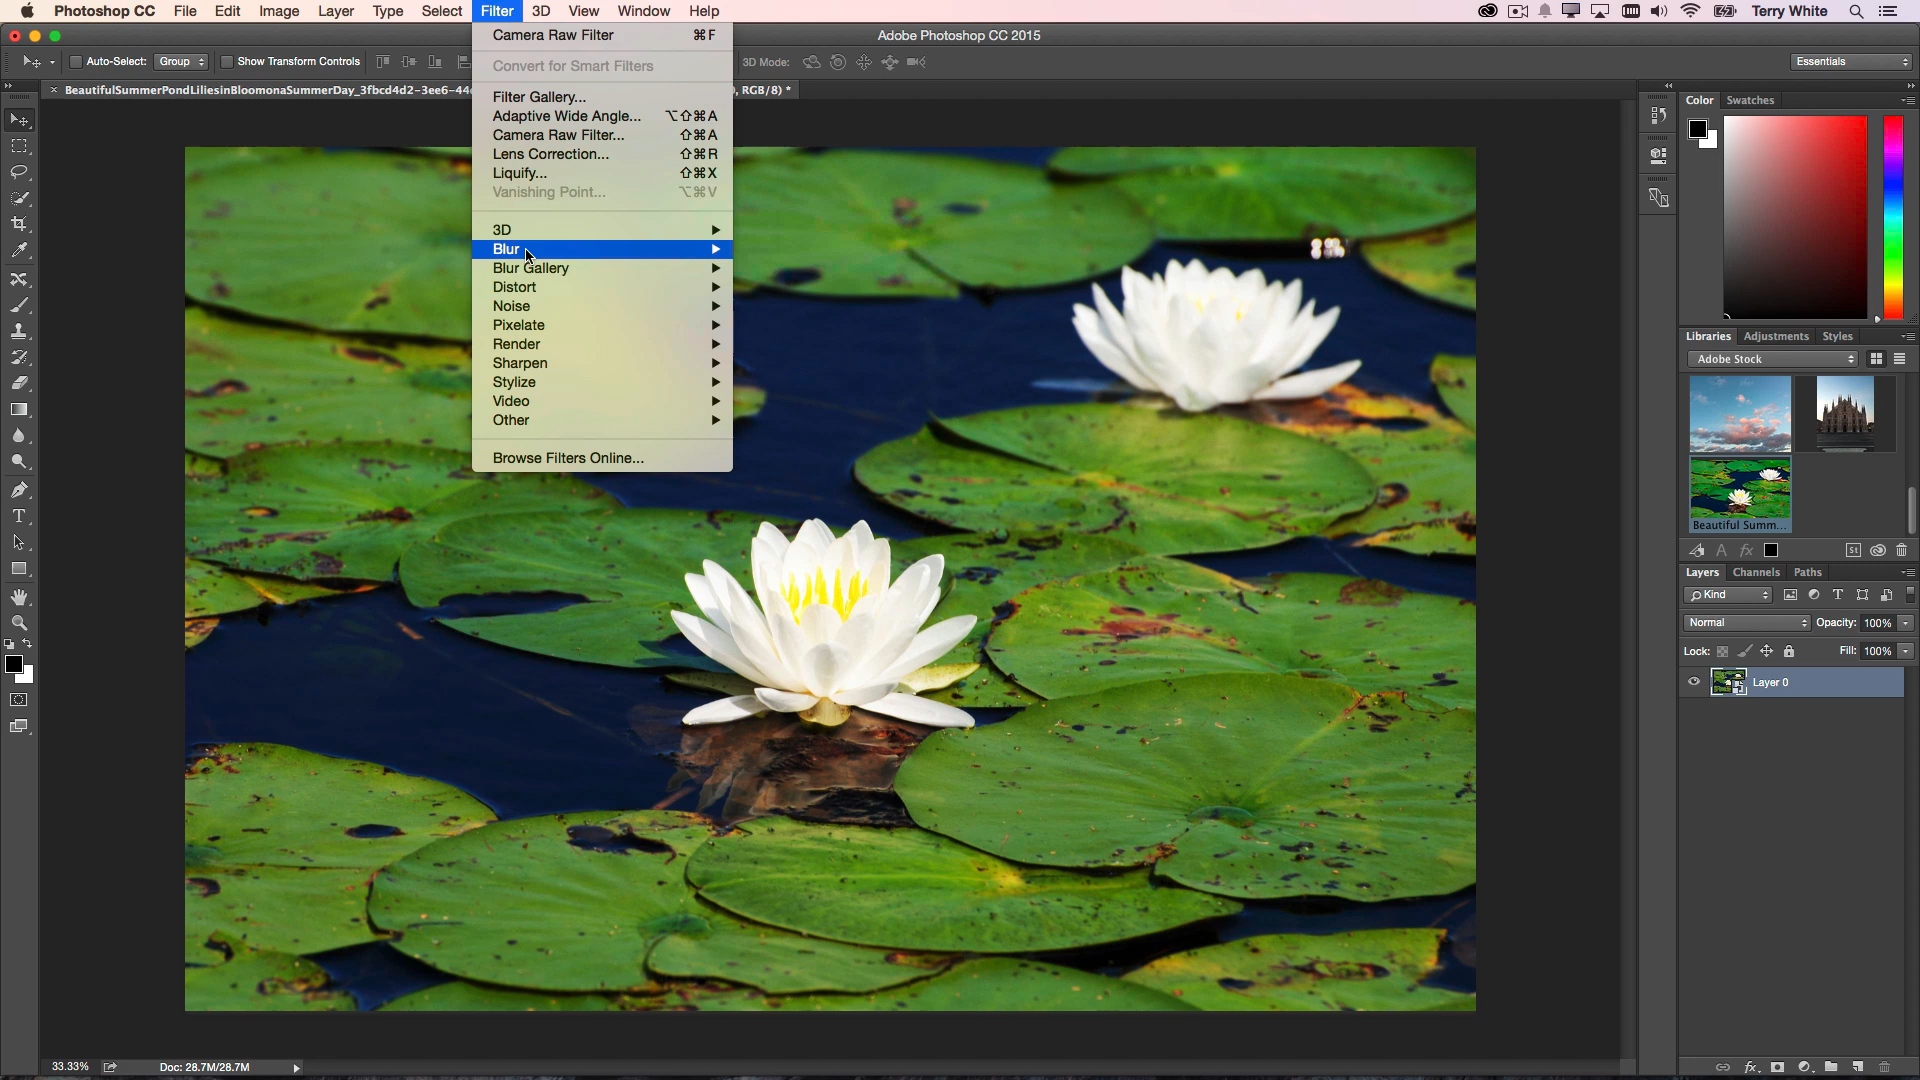 Photoshop CC File Edit Image Layer Type Select Filter 3D View Window Help Terry White
Adobe Photoshop CC 2015
Auto-Select: Group Show Transform Controls 3D Mode: Essentials
BeautifulSummerPondLiliesinBloomonaSummerDay_3fbcd4d2-3ee6-44 0, RGB/8) *
Camera Raw Filter ⌘F
Convert for Smart Filters
Filter Gallery...
Adaptive Wide Angle... ⌥⇧⌘A
Camera Raw Filter... ⇧⌘A
Lens Correction... ⇧⌘R
Liquify... ⇧⌘X
Vanishing Point... ⌥⌘V
3D
Blur
Blur Gallery
Distort
Noise
Pixelate
Render
Sharpen
Stylize
Video
Other
Browse Filters Online...
Color Swatches
Libraries Adjustments Styles
Adobe Stock
Beautiful Summ...
St
Layers Channels Paths
Kind
Normal Opacity: 100%
Lock: Fill: 100%
Layer 0
33.33% Doc: 28.7M/28.7M